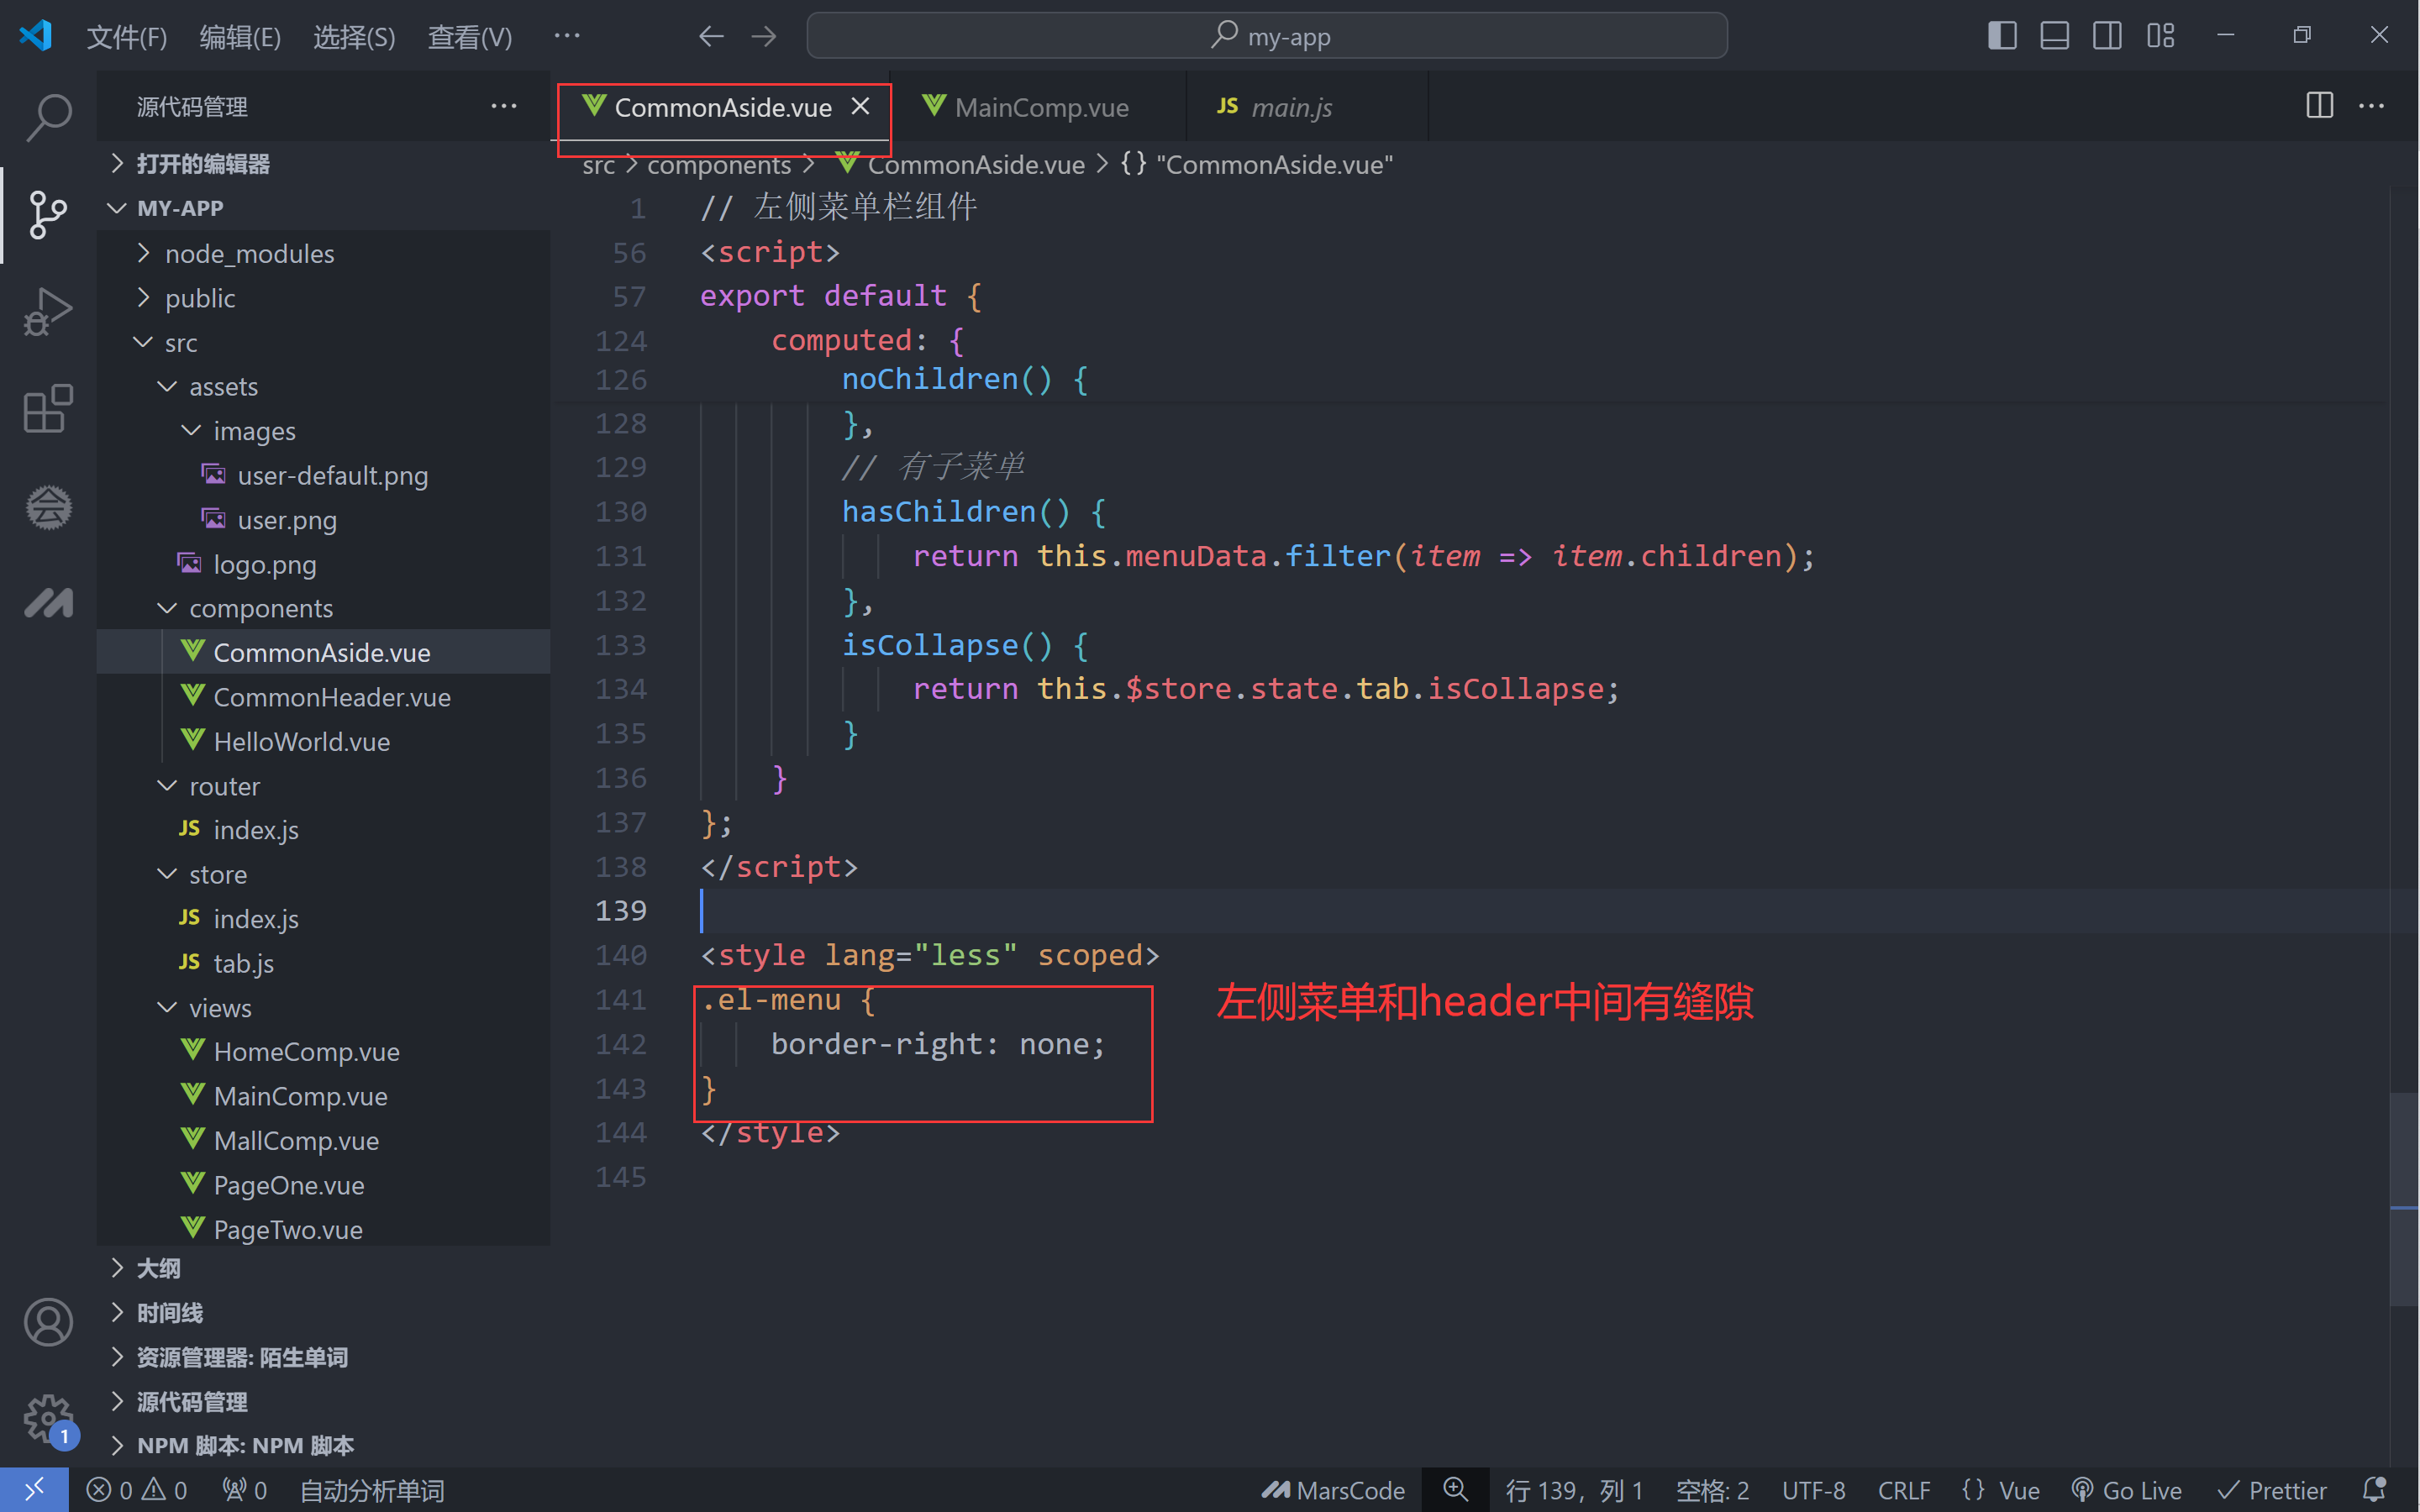 文件(F) 编辑(E) 选择(S) 查看(V) ··· my-app
源代码管理 ···
打开的编辑器
MY-APP
node_modules
public
src
assets
images
user-default.png
user.png
logo.png
components
CommonAside.vue
CommonHeader.vue
HelloWorld.vue
router
JS index.js
store
JS index.js
JS tab.js
views
HomeComp.vue
MainComp.vue
MallComp.vue
PageOne.vue
PageTwo.vue
大纲
时间线
资源管理器: 陌生单词
源代码管理
NPM 脚本: NPM 脚本
会
1
CommonAside.vue MainComp.vue JS main.js ···
src > components > CommonAside.vue > {} "CommonAside.vue"
1 // 左侧菜单栏组件
56 <script>
57 export default {
124 computed: {
126 noChildren() {
128 },
129 // 有子菜单
130 hasChildren() {
131 return this.menuData.filter(item => item.children);
132 },
133 isCollapse() {
134 return this.$store.state.tab.isCollapse;
135 }
136 }
137 };
138 </script>
139
140 <style lang="less" scoped>
141 .el-menu {
142 border-right: none;
143 }
144 </style>
145
左侧菜单和header中间有缝隙
0 0 0 自动分析单词 MarsCode 行 139，列 1 空格: 2 UTF-8 CRLF {} Vue Go Live Prettier